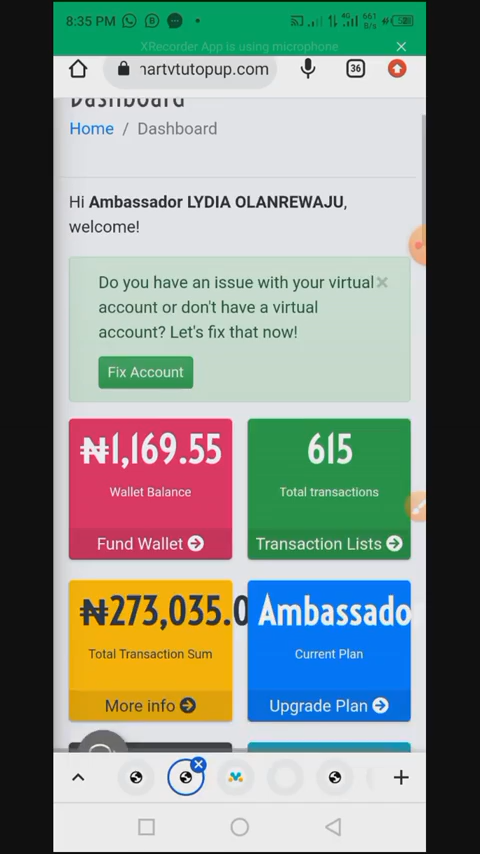 8:35 PM
4G 661 B/s
XRecorder App is using microphone
nartvtutopup.com
36
Dashboard
Home / Dashboard
Hi Ambassador LYDIA OLANREWAJU,
welcome!
Do you have an issue with your virtual
account or don't have a virtual
account? Let's fix that now!
Fix Account
₦1,169.55
Wallet Balance
Fund Wallet
615
Total transactions
Transaction Lists
₦273,035.0
Total Transaction Sum
More info
Ambassado
Current Plan
Upgrade Plan